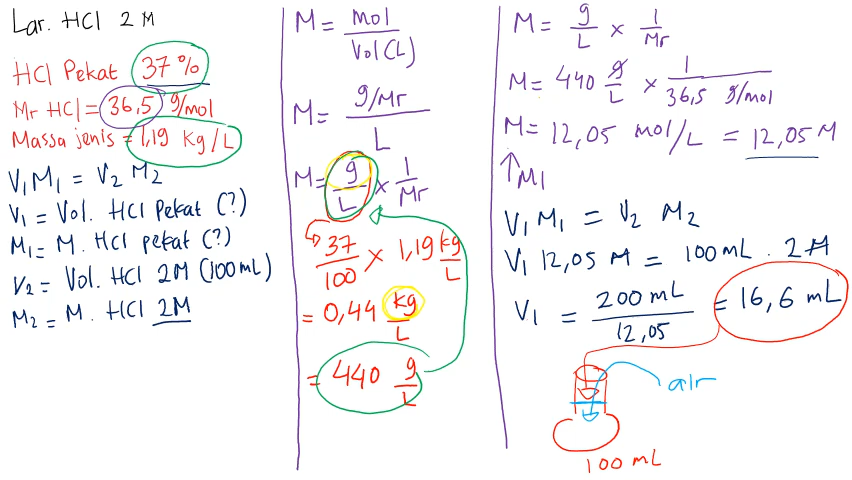 Lar. HCl 2 M
HCl Pekat 37 %
Mr HCl = 36,5 g/mol
Massa jenis = 1,19 Kg/L
V₁ M₁ = V₂ M₂
V₁ = Vol. HCl Pekat (?)
M₁ = M. HCl pekat (?)
V₂ = Vol. HCl 2M (100 mL)
M₂ = M. HCl 2M
M = mol / Vol (L)
M = g/Mr / L
M = g/L × 1/Mr
37/100 × 1,19 kg/L
= 0,44 kg/L
= 440 g/L
M = g/L × 1/Mr
M = 440 g/L × 1/36,5 g/mol
M = 12,05 mol/L = 12,05 M
M1
V₁ M₁ = V₂ M₂
V₁ 12,05 M = 100 mL . 2 M
V₁ = 200 mL / 12,05 = 16,6 mL
air
100 mL